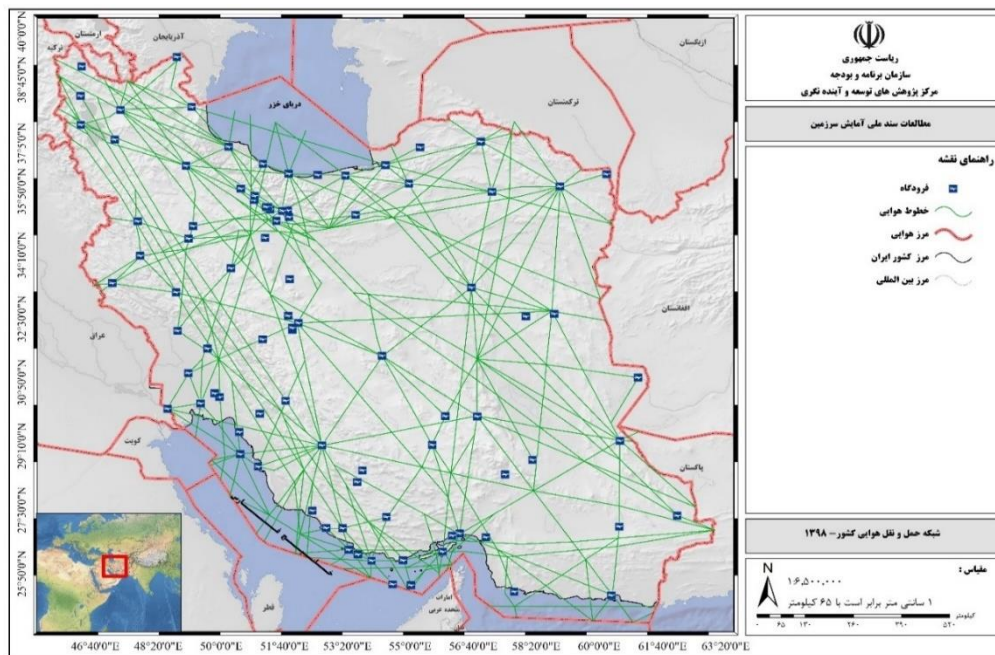 ریاست جمهوری
سازمان برنامه و بودجه
مرکز پژوهش های توسعه و آینده نگری
مطالعات سند ملی آمایش سرزمین
راهنمای نقشه
فرودگاه
خطوط هوایی
مرز هوایی
مرز کشور ایران
مرز بین المللی
شبکه حمل و نقل هوایی کشور – ۱۳۹۸
مقیاس :
۱:۶,۵۰۰,۰۰۰
۱ سانتی متر برابر است با ۶۵ کیلومتر
کیلومتر
۰ ۶۵ ۱۳۰ ۲۶۰ ۳۹۰ ۵۲۰
N
ارمنستان
آذربایجان
ترکیه
ازبکستان
ترکمنستان
دریای خزر
افغانستان
عراق
کویت
پاکستان
قطر
امارات
متحده عربی
40°0'0"N
38°45'0"N
37°5'0"N
35°50'0"N
34°10'0"N
32°30'0"N
30°50'0"N
29°10'0"N
27°30'0"N
25°50'0"N
46°40'0"E
48°20'0"E
50°0'0"E
51°40'0"E
53°20'0"E
55°0'0"E
56°40'0"E
58°20'0"E
60°0'0"E
61°40'0"E
63°20'0"E